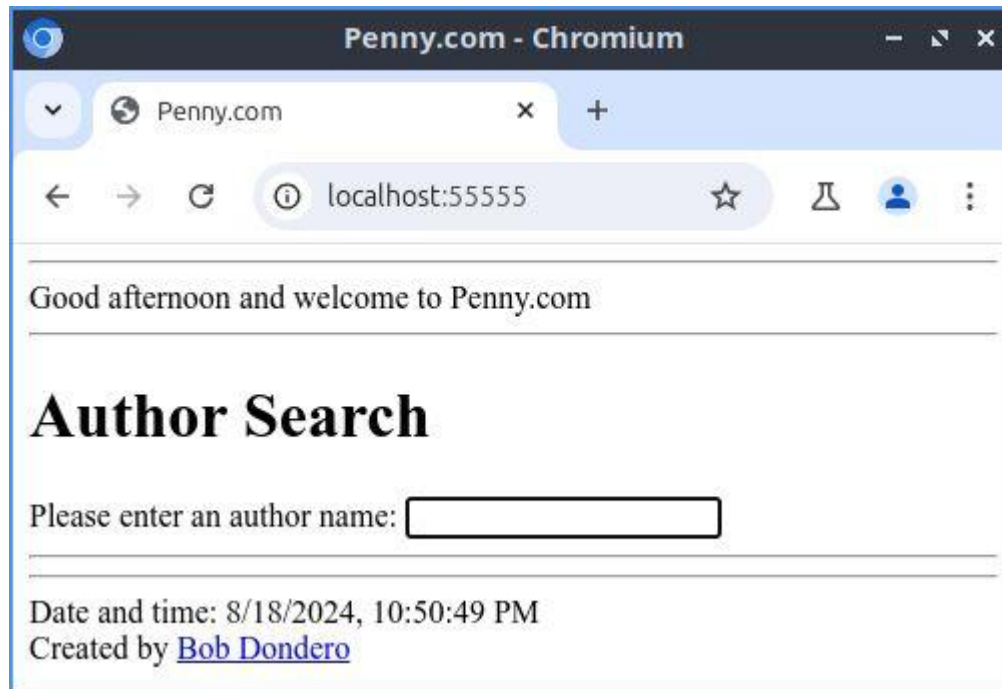 Penny.com - Chromium
Penny.com
localhost:55555
Good afternoon and welcome to Penny.com
Author Search
Please enter an author name:
Date and time: 8/18/2024, 10:50:49 PM
Created by Bob Dondero